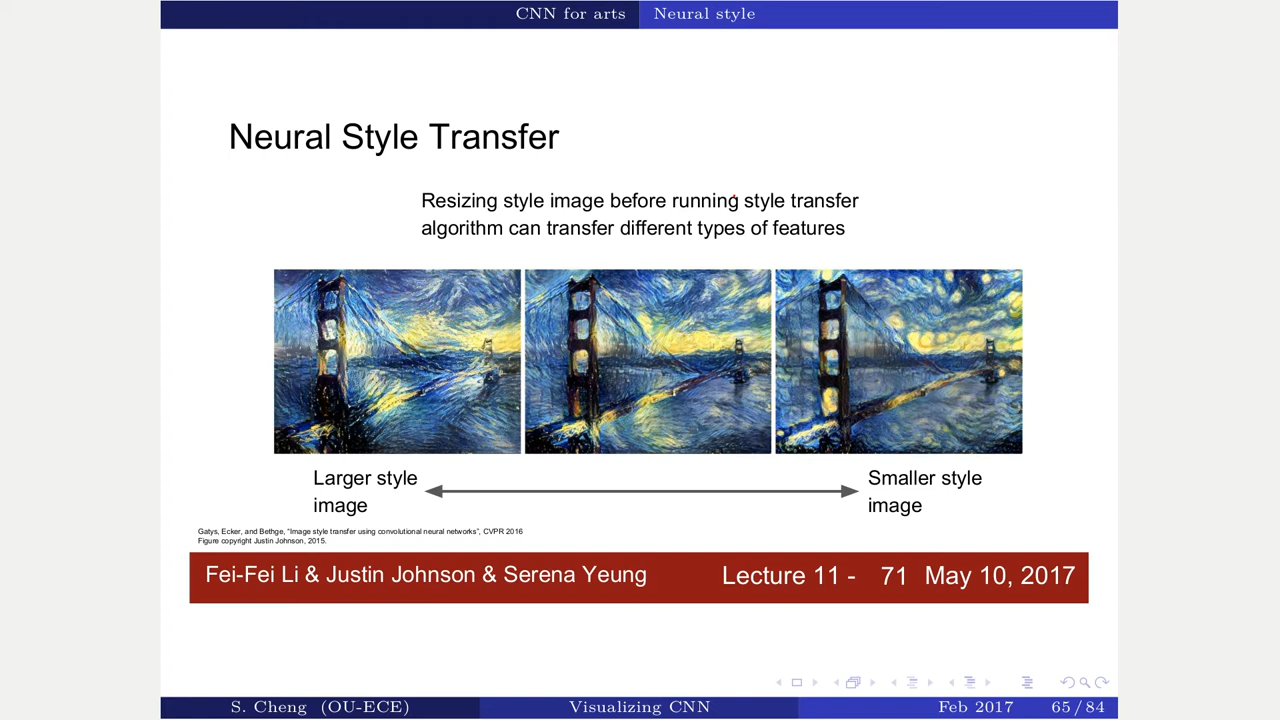 CNN for arts Neural style
Neural Style Transfer
Resizing style image before running style transfer
algorithm can transfer different types of features
Larger style
image
Smaller style
image
Gatys, Ecker, and Bethge, "Image style transfer using convolutional neural networks", CVPR 2016
Figure copyright Justin Johnson, 2015.
Fei-Fei Li & Justin Johnson & Serena Yeung Lecture 11 - 71 May 10, 2017
S. Cheng (OU-ECE) Visualizing CNN Feb 2017 65 / 84